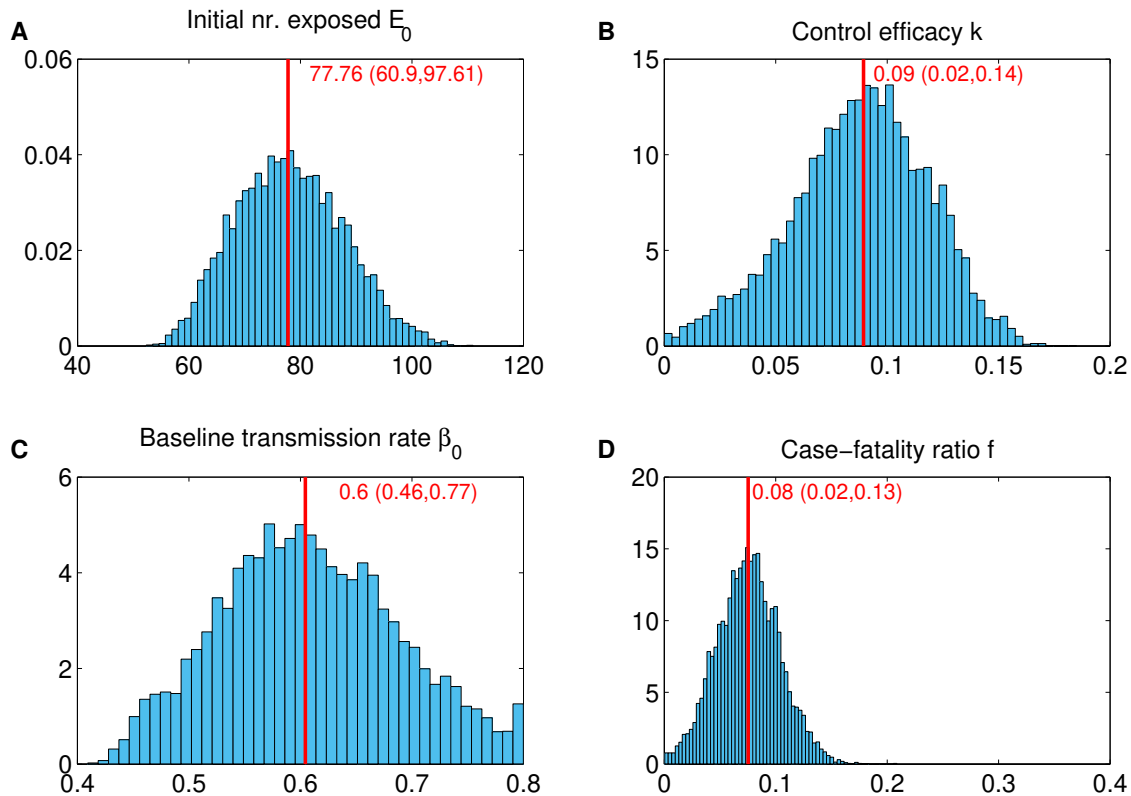 A
Initial nr. exposed E0
77.76 (60.9,97.61)
0.06
0.04
0.02
0
40 60 80 100 120
B
Control efficacy k
0.09 (0.02,0.14)
15
10
5
0
0 0.05 0.1 0.15 0.2
C
Baseline transmission rate β0
0.6 (0.46,0.77)
6
4
2
0
0.4 0.5 0.6 0.7 0.8
D
Case−fatality ratio f
0.08 (0.02,0.13)
20
15
10
5
0
0 0.1 0.2 0.3 0.4